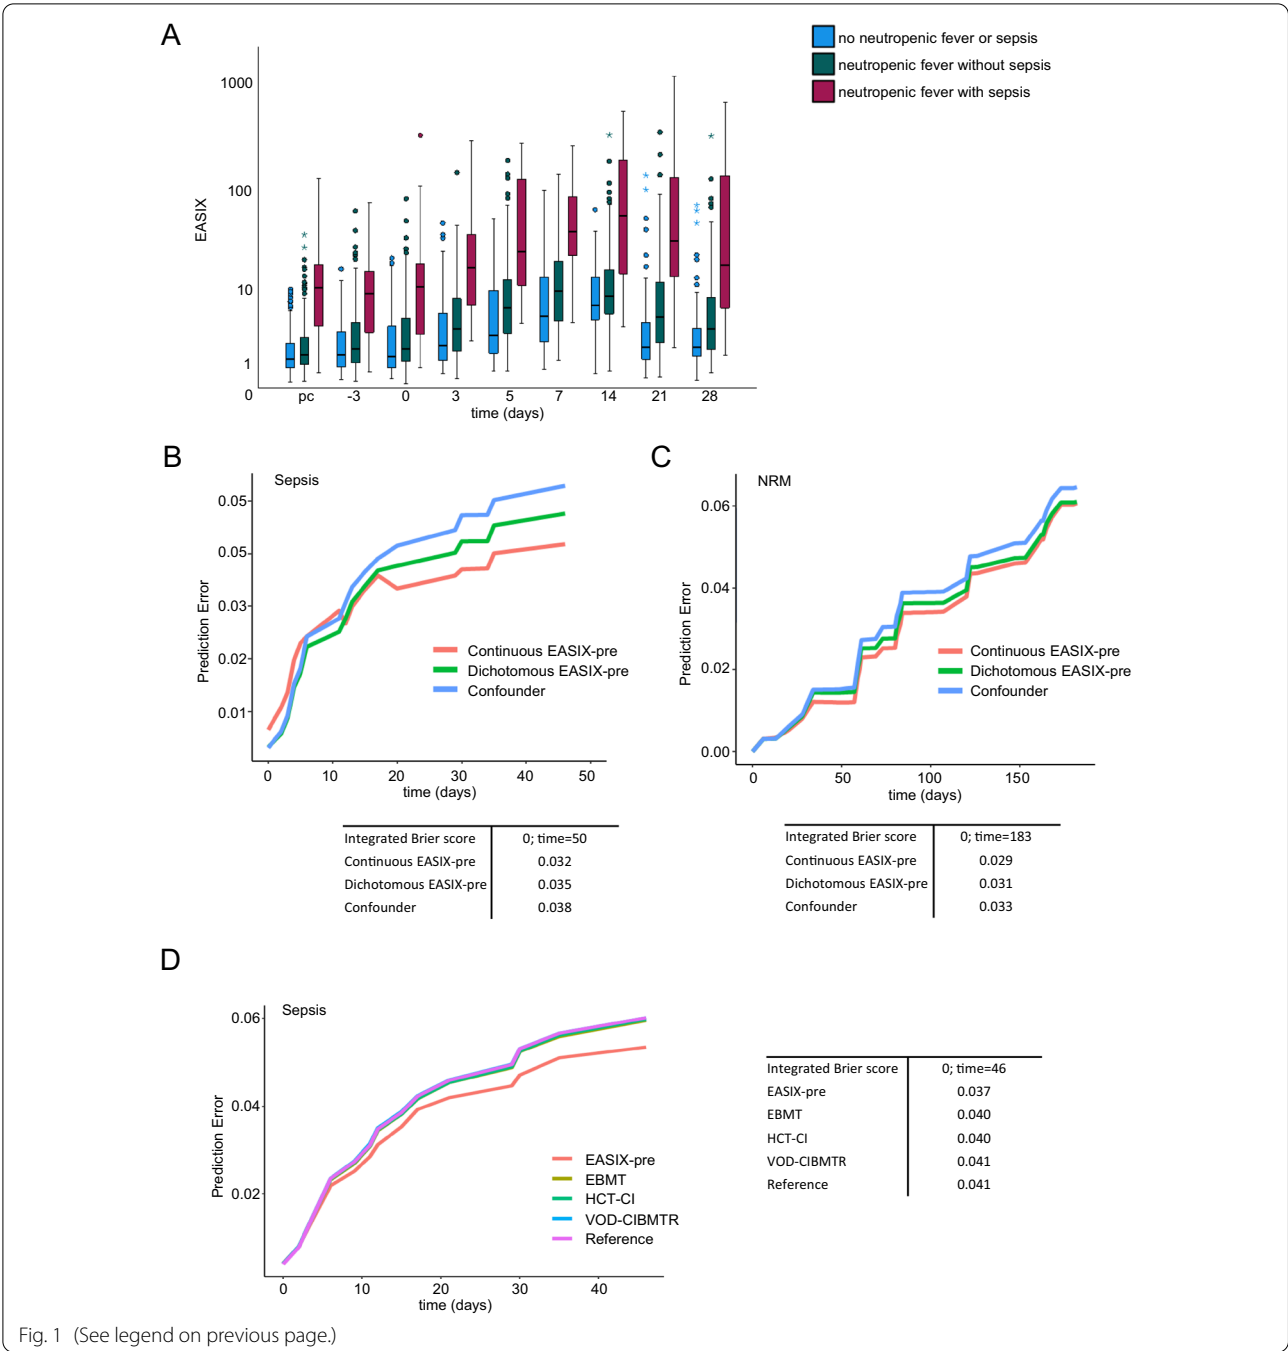 A
no neutropenic fever or sepsis
neutropenic fever without sepsis
neutropenic fever with sepsis
EASIX
1000
100
10
1
0
pc -3 0 3 5 7 14 21 28
time (days)
B
Sepsis
Prediction Error
0.05
0.05
0.03
0.02
0.01
Continuous EASIX-pre
Dichotomous EASIX-pre
Confounder
0 10 20 30 40 50
time (days)
Integrated Brier score 0; time=50
Continuous EASIX-pre 0.032
Dichotomous EASIX-pre 0.035
Confounder 0.038
C
NRM
Prediction Error
0.06
0.04
0.02
0.00
Continuous EASIX-pre
Dichotomous EASIX-pre
Confounder
0 50 100 150
time (days)
Integrated Brier score 0; time=183
Continuous EASIX-pre 0.029
Dichotomous EASIX-pre 0.031
Confounder 0.033
D
Sepsis
Prediction Error
0.06
0.04
0.02
EASIX-pre
EBMT
HCT-CI
VOD-CIBMTR
Reference
0 10 20 30 40
time (days)
Integrated Brier score 0; time=46
EASIX-pre 0.037
EBMT 0.040
HCT-CI 0.040
VOD-CIBMTR 0.041
Reference 0.041
Fig. 1 (See legend on previous page.)